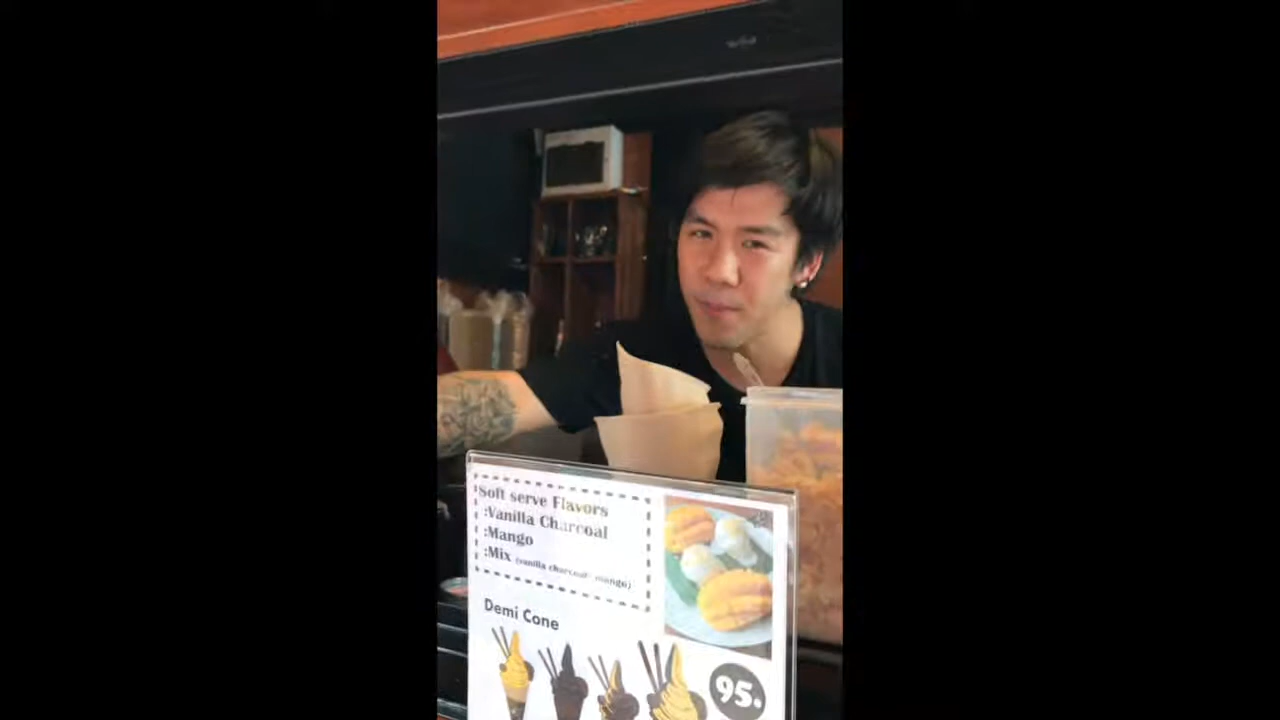 Soft serve Flavors
:Vanilla Charcoal
:Mango
:Mix (vanilla charcoal+mango)
Demi Cone
95.